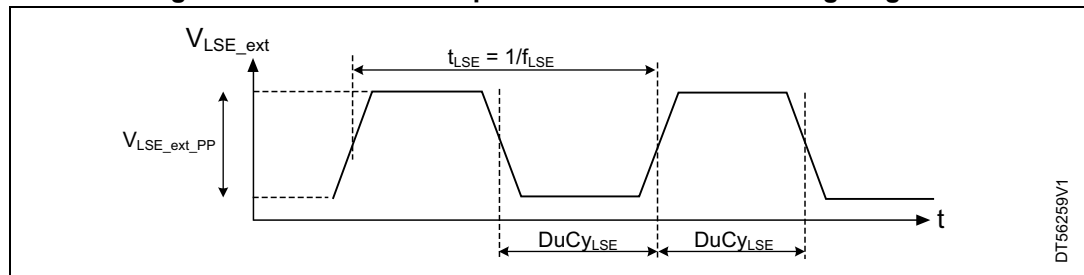 V_LSE_ext
t_LSE = 1/f_LSE
V_LSE_ext_PP
t
DuCy_LSE DuCy_LSE
DT56259V1